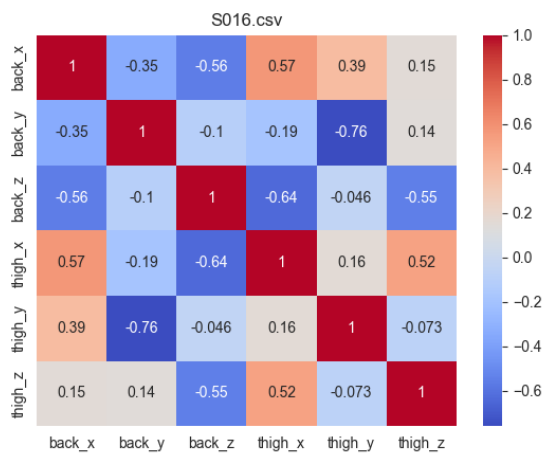 S016.csv
back_x 1 -0.35 -0.56 0.57 0.39 0.15
back_y -0.35 1 -0.1 -0.19 -0.76 0.14
back_z -0.56 -0.1 1 -0.64 -0.046 -0.55
thigh_x 0.57 -0.19 -0.64 1 0.16 0.52
thigh_y 0.39 -0.76 -0.046 0.16 1 -0.073
thigh_z 0.15 0.14 -0.55 0.52 -0.073 1
back_x back_y back_z thigh_x thigh_y thigh_z
1.0
0.8
0.6
0.4
0.2
0.0
−0.2
−0.4
−0.6